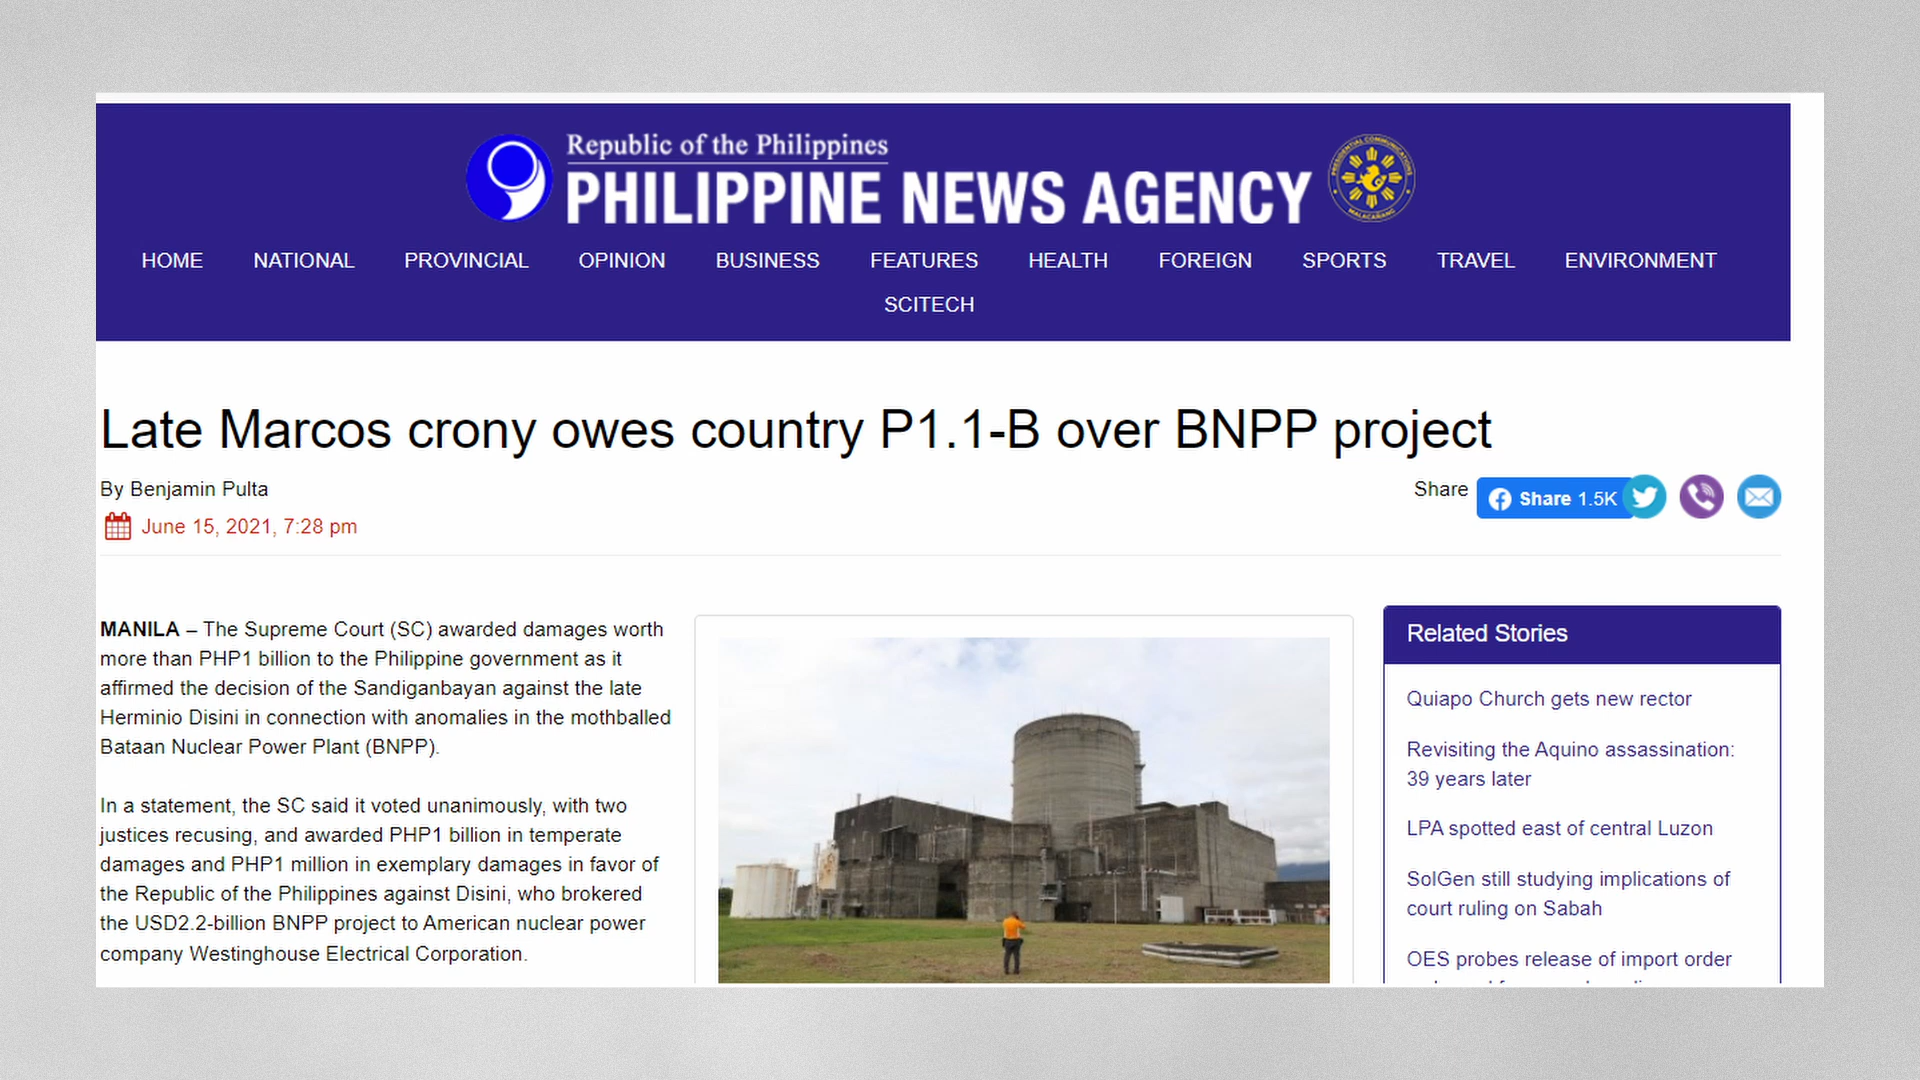 Republic of the Philippines
PHILIPPINE NEWS AGENCY
PRESIDENTIAL COMMUNICATIONS
MALACAÑANG
HOME NATIONAL PROVINCIAL OPINION BUSINESS FEATURES HEALTH FOREIGN SPORTS TRAVEL ENVIRONMENT
SCITECH
Late Marcos crony owes country P1.1-B over BNPP project
By Benjamin Pulta
June 15, 2021, 7:28 pm
Share
Share 1.5K
MANILA – The Supreme Court (SC) awarded damages worth
more than PHP1 billion to the Philippine government as it
affirmed the decision of the Sandiganbayan against the late
Herminio Disini in connection with anomalies in the mothballed
Bataan Nuclear Power Plant (BNPP).
In a statement, the SC said it voted unanimously, with two
justices recusing, and awarded PHP1 billion in temperate
damages and PHP1 million in exemplary damages in favor of
the Republic of the Philippines against Disini, who brokered
the USD2.2-billion BNPP project to American nuclear power
company Westinghouse Electrical Corporation.
Related Stories
Quiapo Church gets new rector
Revisiting the Aquino assassination:
39 years later
LPA spotted east of central Luzon
SolGen still studying implications of
court ruling on Sabah
OES probes release of import order